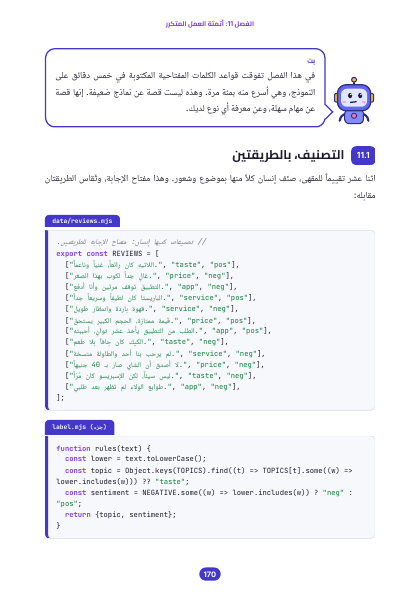 الفصل 11: أتمتة العمل المتكرر
بِت
في هذا الفصل تفوقت قواعد الكلمات المفتاحية المكتوبة في خمس دقائق على
النموذج، وهي أسرع منه بمئة مرة. وهذه ليست قصة عن نماذج ضعيفة. إنها قصة
عن مهام سهلة، وعن معرفة أي نوع لديك.
11.1 التصنيف، بالطريقتين
اثنا عشر تقييماً للمقهى، صنّف إنسان كلاً منها بموضوع وشعور. وهذا مفتاح الإجابة، وتُقاس الطريقتان
مقابله:
data/reviews.mjs
// تصنيفات كتبها إنسان: مفتاح الإجابة للطريقتين.
export const REVIEWS = [
["اللاتيه كان رائعاً، غنياً وناعماً.", "taste", "pos"],
["غالٍ جداً لكوب بهذا الصغر.", "price", "neg"],
["التطبيق توقف مرتين وأنا أدفع.", "app", "neg"],
["الباريستا كان لطيفاً وسريعاً جداً.", "service", "pos"],
["قهوة باردة وانتظار طويل.", "service", "neg"],
["قيمة ممتازة، الحجم الكبير يستحق.", "price", "pos"],
["الطلب من التطبيق يأخذ عشر ثوانٍ، أحببته.", "app", "pos"],
["الكيك كان جافاً بلا طعم.", "taste", "neg"],
["لم يرحب بنا أحد والطاولة متسخة.", "service", "neg"],
["لا أصدق أن الشاي صار بـ 40 جنيهاً.", "price", "neg"],
["ليس سيئاً، لكن الإسبريسو كان مُرّاً.", "taste", "neg"],
["طوابع الولاء لم تظهر بعد طلبي.", "app", "neg"],
];
label.mjs (جزء)
function rules(text) {
const lower = text.toLowerCase();
const topic = Object.keys(TOPICS).find((t) => TOPICS[t].some((w) =>
lower.includes(w))) ?? "taste";
const sentiment = NEGATIVE.some((w) => lower.includes(w)) ? "neg" :
"pos";
return {topic, sentiment};
}
170